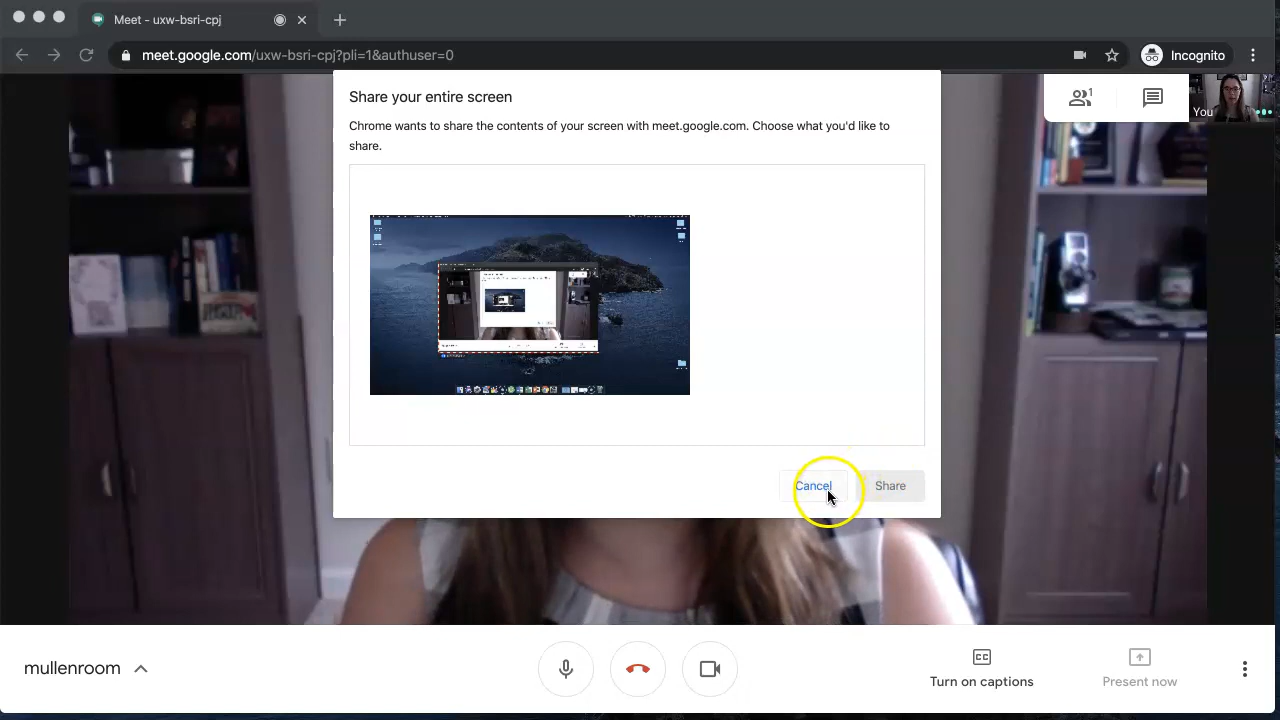 Meet - uxw-bsri-cpj
meet.google.com/uxw-bsri-cpj?pli=1&authuser=0
Incognito
Share your entire screen
Chrome wants to share the contents of your screen with meet.google.com. Choose what you'd like to
share.
1
You
Cancel
Share
mullenroom
Turn on captions
Present now